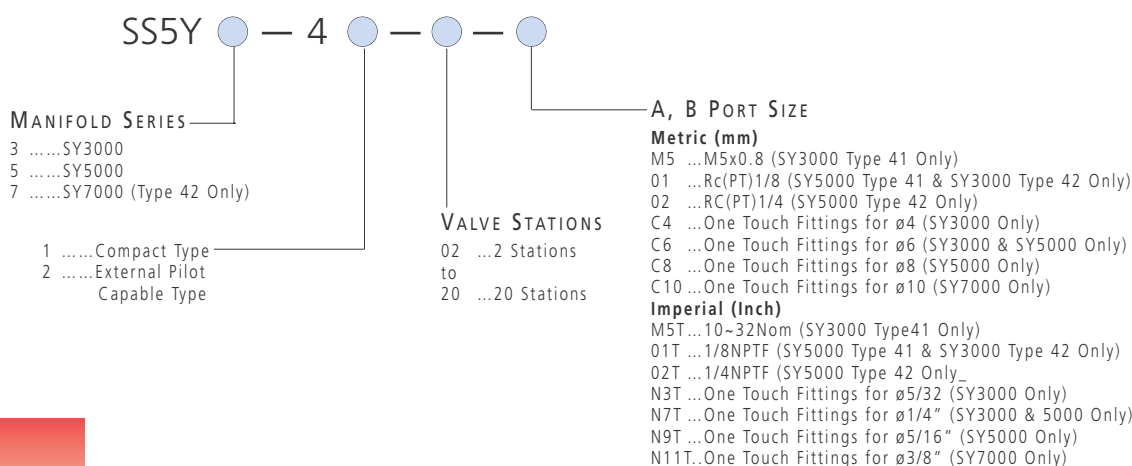 SS5Y — 4 — —
MANIFOLD SERIES
3 ......SY3000
5 ......SY5000
7 ......SY7000 (Type 42 Only)
1 ......Compact Type
2 ......External Pilot
Capable Type
VALVE STATIONS
02 ...2 Stations
to
20 ...20 Stations
A, B PORT SIZE
Metric (mm)
M5 ...M5x0.8 (SY3000 Type 41 Only)
01 ...Rc(PT)1/8 (SY5000 Type 41 & SY3000 Type 42 Only)
02 ...RC(PT)1/4 (SY5000 Type 42 Only)
C4 ...One Touch Fittings for ø4 (SY3000 Only)
C6 ...One Touch Fittings for ø6 (SY3000 & SY5000 Only)
C8 ...One Touch Fittings for ø8 (SY5000 Only)
C10 ...One Touch Fittings for ø10 (SY7000 Only)
Imperial (Inch)
M5T ...10~32Nom (SY3000 Type41 Only)
01T ...1/8NPTF (SY5000 Type 41 & SY3000 Type 42 Only)
02T ...1/4NPTF (SY5000 Type 42 Only_
N3T ...One Touch Fittings for ø5/32 (SY3000 Only)
N7T ...One Touch Fittings for ø1/4" (SY3000 & 5000 Only)
N9T ...One Touch Fittings for ø5/16" (SY5000 Only)
N11T..One Touch Fittings for ø3/8" (SY7000 Only)